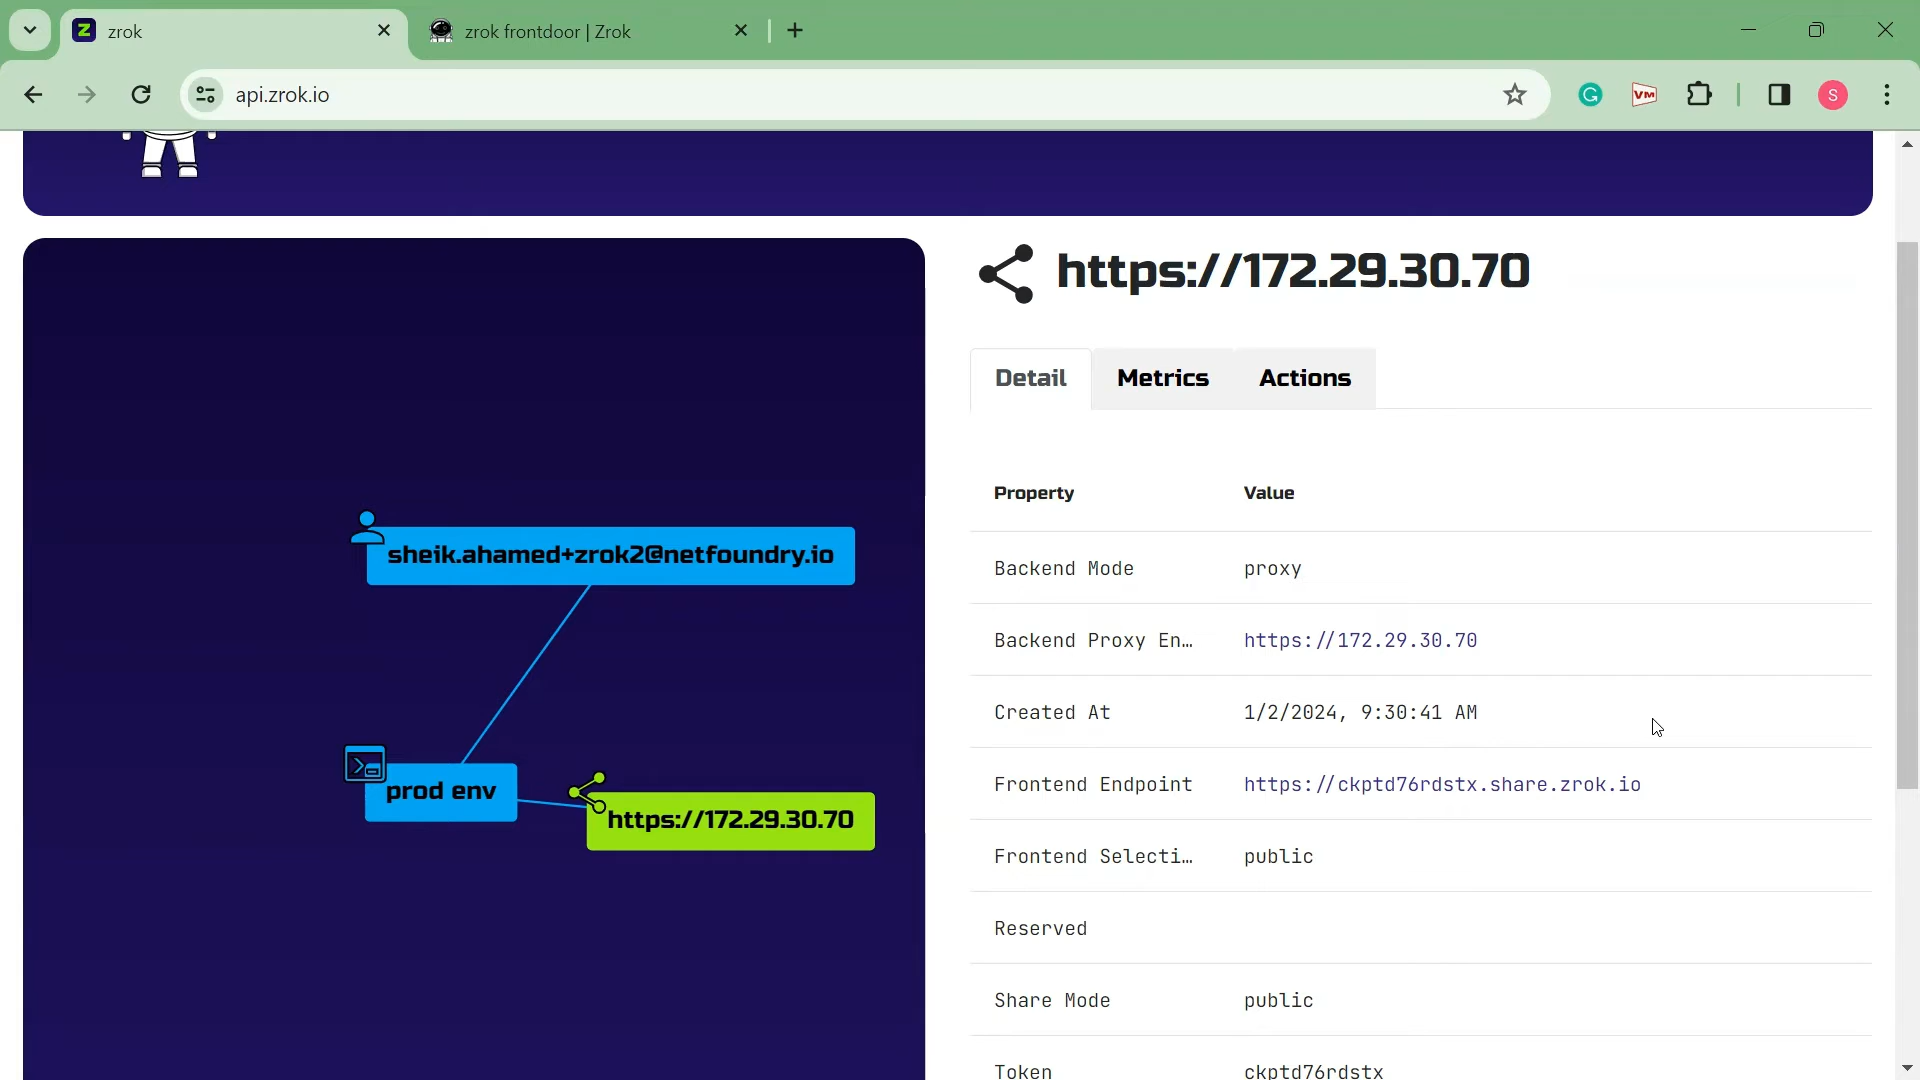 zrok
zrok frontdoor | Zrok
api.zrok.io
G
VM
S
https://172.29.30.70
Detail
Metrics
Actions
Property
Value
Backend Mode
proxy
Backend Proxy En…
https://172.29.30.70
Created At
1/2/2024, 9:30:41 AM
Frontend Endpoint
https://ckptd76rdstx.share.zrok.io
Frontend Selecti…
public
Reserved
Share Mode
public
Token
ckptd76rdstx
sheik.ahamed+zrok2@netfoundry.io
prod env
https://172.29.30.70